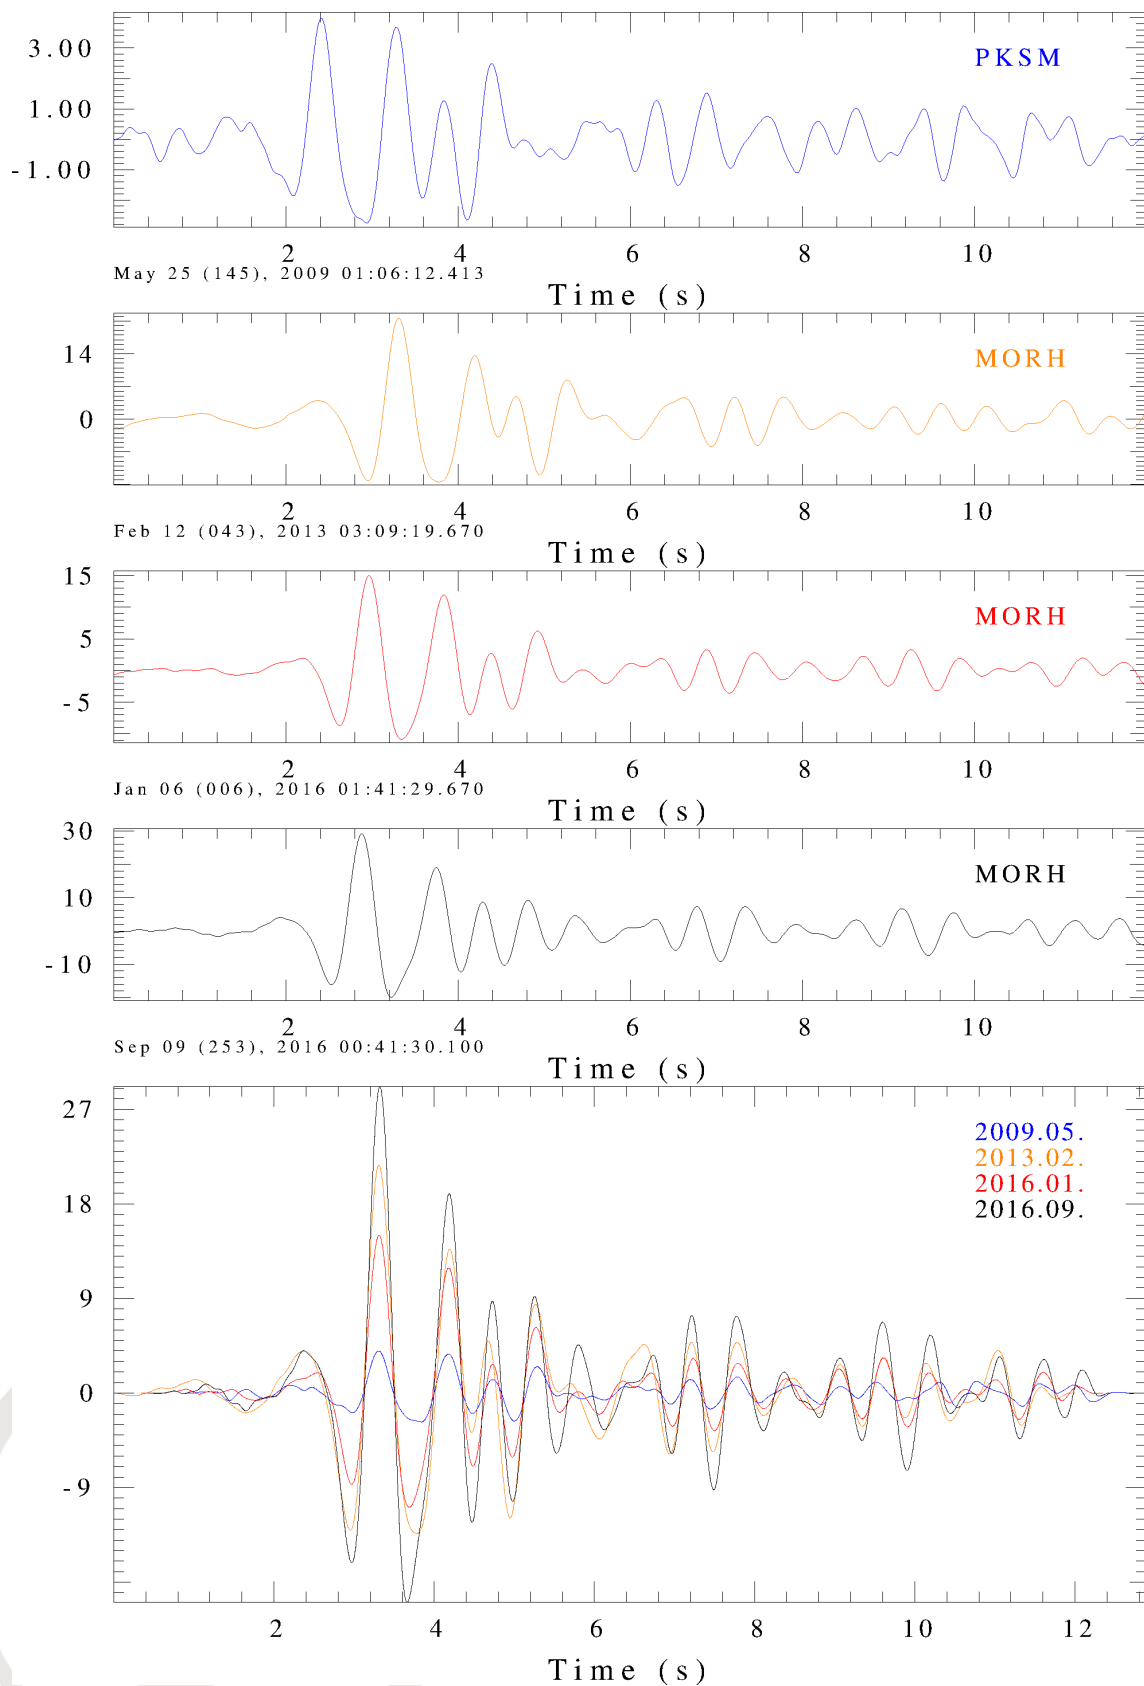 3.00
PKSM
1.00
-1.00
2 4 6 8 10
May 25 (145), 2009 01:06:12.413
Time (s)
14
MORH
0
2 4 6 8 10
Feb 12 (043), 2013 03:09:19.670
Time (s)
15
MORH
5
-5
2 4 6 8 10
Jan 06 (006), 2016 01:41:29.670
Time (s)
30
MORH
10
-10
2 4 6 8 10
Sep 09 (253), 2016 00:41:30.100
Time (s)
27
2009.05.
2013.02.
2016.01.
18
2016.09.
9
0
-9
2 4 6 8 10 12
Time (s)